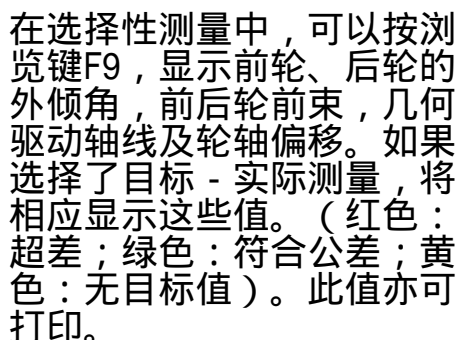 在选择性测量中，可以按浏
览键F9，显示前轮、后轮的
外倾角，前后轮前束，几何
驱动轴线及轮轴偏移。如果
选择了目标 - 实际测量，将
相应显示这些值。（红色：
超差；绿色：符合公差；黄
色：无目标值）。此值亦可
打印。